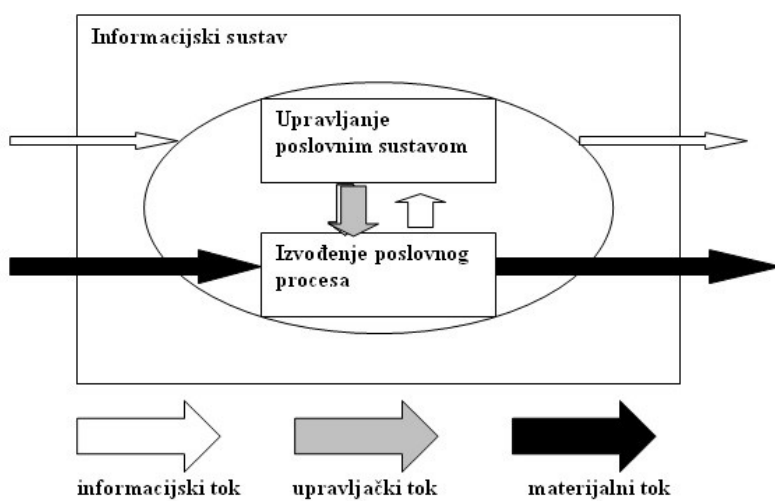 Informacijski sustav
Upravljanje
poslovnim sustavom
Izvođenje poslovnog
procesa
informacijski tok
upravljački tok
materijalni tok